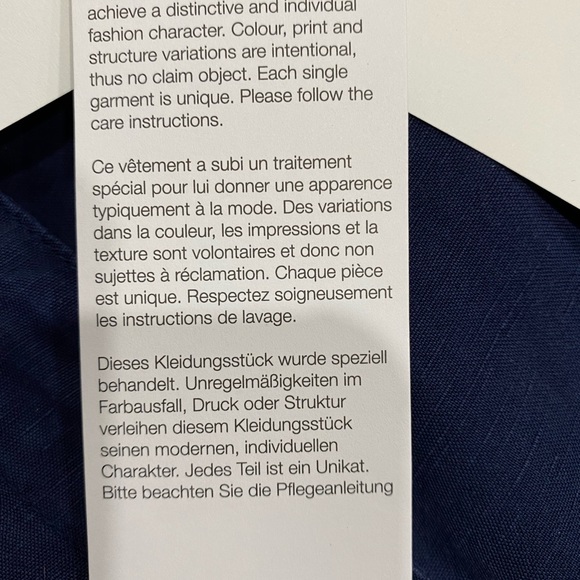 achieve a distinctive and individual
fashion character. Colour, print and
structure variations are intentional,
thus no claim object. Each single
garment is unique. Please follow the
care instructions.
Ce vêtement a subi un traitement
spécial pour lui donner une apparence
typiquement à la mode. Des variations
dans la couleur, les impressions et la
texture sont volontaires et donc non
sujettes à réclamation. Chaque pièce
est unique. Respectez soigneusement
les instructions de lavage.
Dieses Kleidungsstück wurde speziell
behandelt. Unregelmäßigkeiten im
Farbausfall, Druck oder Struktur
verleihen diesem Kleidungsstück
seinen modernen, individuellen
Charakter. Jedes Teil ist ein Unikat.
Bitte beachten Sie die Pflegeanleitung